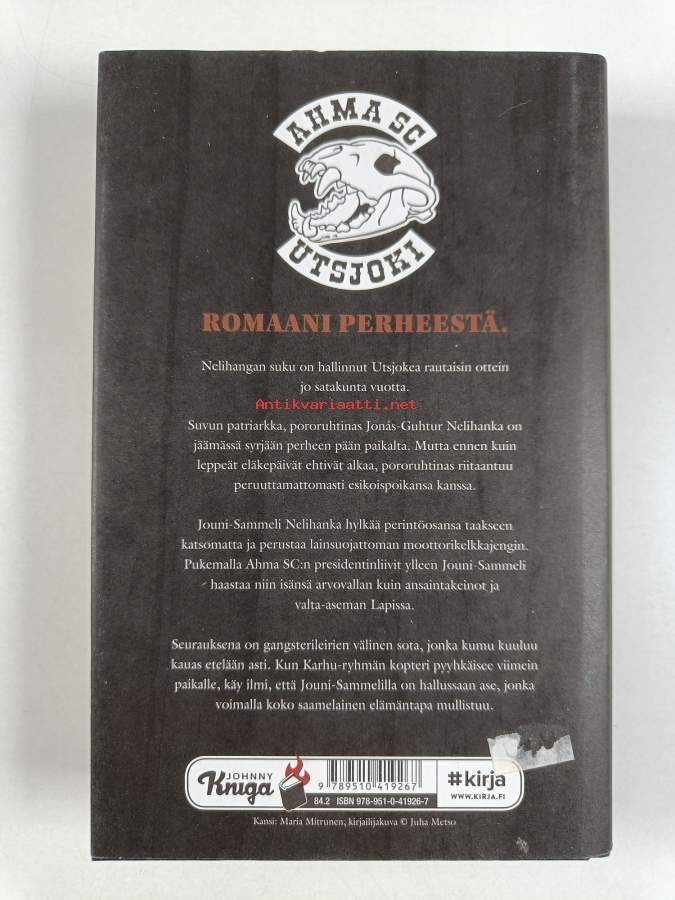 AHMA SC
UTSJOKI
ROMAANI PERHEESTÄ.
Nelihangan suku on hallinnut Utsjokea rautaisin ottein
jo satakunta vuotta.
Antikvariaatti.net
Suvun patriarkka, pororuhtinas Jonás-Guhtur Nelihanka on
jäämässä syrjään perheen pään paikalta. Mutta ennen kuin
leppeät eläkepäivät ehtivät alkaa, pororuhtinas riitaantuu
peruuttamattomasti esikoispoikansa kanssa.
Jouni-Sammeli Nelihanka hylkää perintöosansa taakseen
katsomatta ja perustaa lainsuojattoman moottorikelkkajengin.
Pukemalla Ahma SC:n presidentinliivit ylleen Jouni-Sammeli
haastaa niin isänsä arvovallan kuin ansaintakeinot ja
valta-aseman Lapissa.
Seurauksena on gangsterileirien välinen sota, jonka kumu kuuluu
kauas etelään asti. Kun Karhu-ryhmän kopteri pyyhkäisee viimein
paikalle, käy ilmi, että Jouni-Sammelilla on hallussaan ase, jonka
voimalla koko saamelainen elämäntapa mullistuu.
JOHNNY
Kniga
9 789510 419267
84.2 ISBN 978-951-0-41926-7
#kirja
WWW.KIRJA.FI
Kansi: Maria Mitrunen, kirjailijakuva © Juha Metso